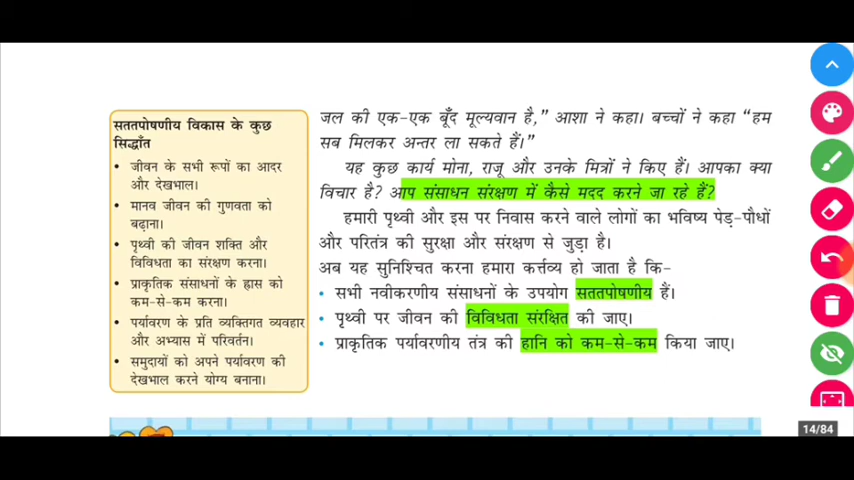 सततपोषणीय विकास के कुछ
सिद्धाँत
• जीवन के सभी रूपों का आदर
और देखभाल।
• मानव जीवन की गुणवता को
बढ़ाना।
• पृथ्वी की जीवन शक्ति और
विविधता का संरक्षण करना।
• प्राकृतिक संसाधनों के ह्रास को
कम-से-कम करना।
• पर्यावरण के प्रति व्यक्तिगत व्यवहार
और अभ्यास में परिवर्तन।
• समुदायों को अपने पर्यावरण की
देखभाल करने योग्य बनाना।
जल की एक-एक बूँद मूल्यवान है,” आशा ने कहा। बच्चों ने कहा “हम
सब मिलकर अन्तर ला सकते हैं।”
यह कुछ कार्य मोना, राजू और उनके मित्रों ने किए हैं। आपका क्या
विचार है? आप संसाधन संरक्षण में कैसे मदद करने जा रहे हैं?
हमारी पृथ्वी और इस पर निवास करने वाले लोगों का भविष्य पेड़-पौधों
और परितंत्र की सुरक्षा और संरक्षण से जुड़ा है।
अब यह सुनिश्चित करना हमारा कर्त्तव्य हो जाता है कि–
• सभी नवीकरणीय संसाधनों के उपयोग सततपोषणीय हैं।
• पृथ्वी पर जीवन की विविधता संरक्षित की जाए।
• प्राकृतिक पर्यावरणीय तंत्र की हानि को कम-से-कम किया जाए।
14/84